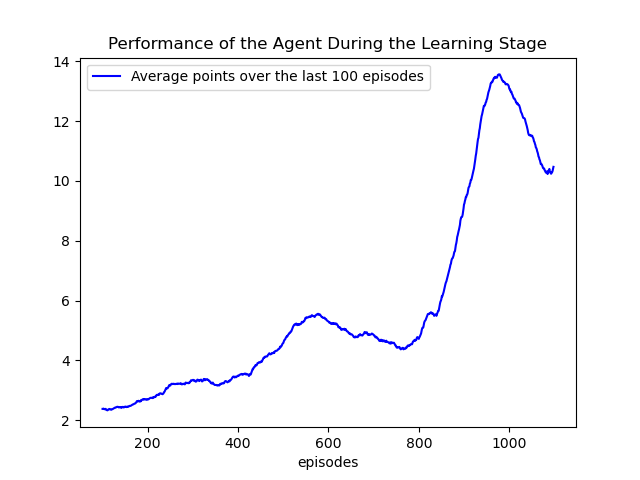 Performance of the Agent During the Learning Stage
Average points over the last 100 episodes
14
12
10
8
6
4
2
200 400 600 800 1000
episodes